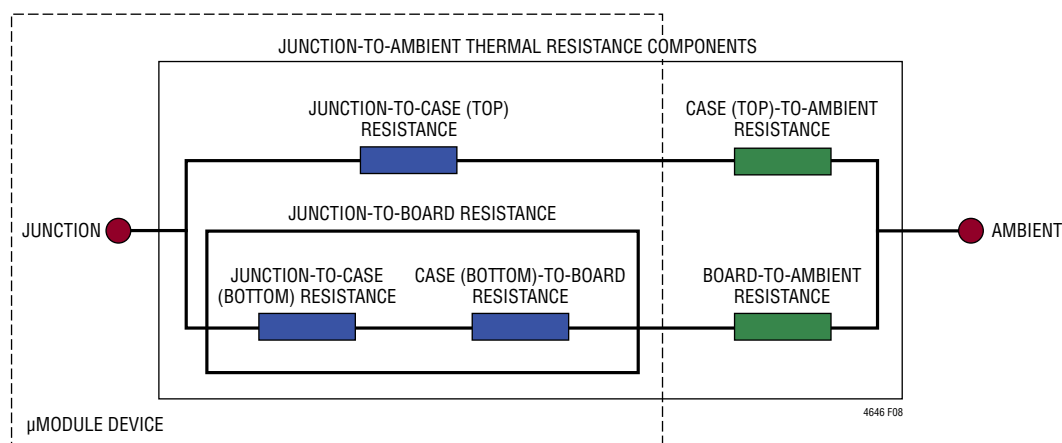 JUNCTION-TO-AMBIENT THERMAL RESISTANCE COMPONENTS
JUNCTION-TO-CASE (TOP)
RESISTANCE
CASE (TOP)-TO-AMBIENT
RESISTANCE
JUNCTION
JUNCTION-TO-BOARD RESISTANCE
AMBIENT
JUNCTION-TO-CASE
(BOTTOM) RESISTANCE
CASE (BOTTOM)-TO-BOARD
RESISTANCE
BOARD-TO-AMBIENT
RESISTANCE
4646 F08
µMODULE DEVICE